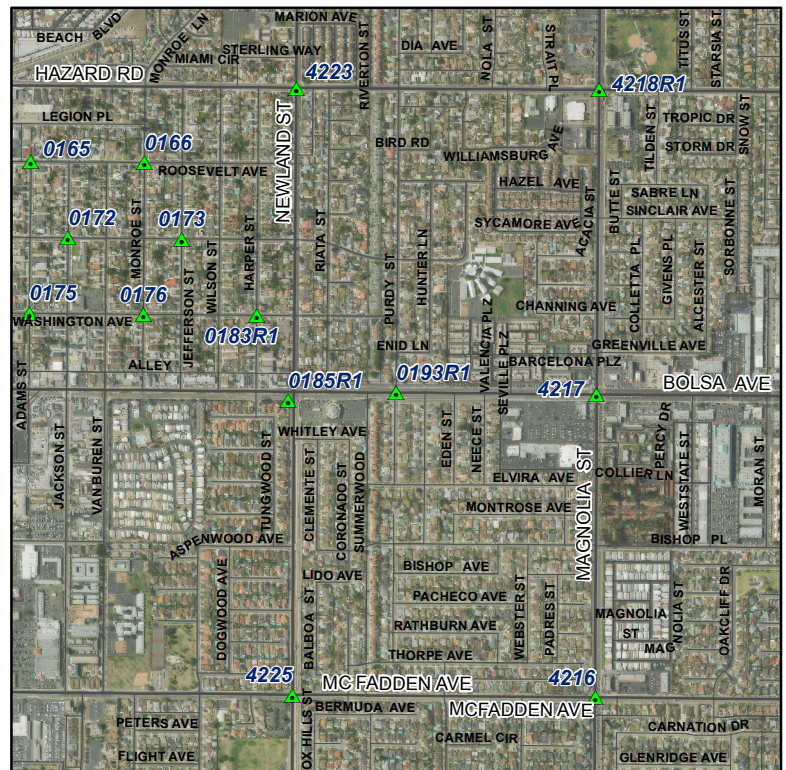 MARION AVE
BEACH BLVD
MONROE LN
STERLING WAY
MIAMI CIR
RIVERTON ST
DIA AVE
NOLA ST
STRAIT PL
TITUS ST
STARSIA ST
HAZARD RD
4223
4218R1
LEGION PL
NEWLAND ST
BIRD RD
WILLIAMSBURG AVE
TILDEN ST
TROPIC DR
STORM DR
SNOW ST
0165
0166
ROOSEVELT AVE
HAZEL AVE
SABRE LN
SINCLAIR AVE
BUTTE ST
ACACIA ST
SYCAMORE AVE
0172
MONROE ST
0173
WILSON ST
HARPER ST
RIATA ST
PURDY ST
HUNTER LN
COLLETTA PL
GIVENS PL
ALCESTER ST
SORBONNE ST
0175
0176
WASHINGTON AVE
JEFFERSON ST
0183R1
CHANNING AVE
VALENCIA PLZ
SEVILLE PLZ
ENID LN
GREENVILLE AVE
BARCELONA PLZ
ALLEY
ADAMS ST
0185R1
0193R1
4217
BOLSA AVE
JACKSON ST
VAN BUREN ST
TUNGWOOD ST
WHITLEY AVE
CLEMENTE ST
CORONADO ST
SUMMERWOOD
EDEN ST
NEECE ST
MAGNOLIA ST
PERCY DR
COLLIER LN
WESTSTATE ST
MORAN ST
ELVIRA AVE
MONTROSE AVE
ASPENWOOD AVE
BISHOP PL
DOGWOOD AVE
LIDO AVE
BALBOA ST
BISHOP AVE
PACHECO AVE
RATHBURN AVE
THORPE AVE
WEBSTER ST
PADRES ST
MAGNOLIA
ST
MAGNOLIA ST
OAKCLIFF DR
4225
MC FADDEN AVE
4216
OX HILLS ST
BERMUDA AVE
MCFADDEN AVE
PETERS AVE
CARMEL CIR
CARNATION DR
FLIGHT AVE
GLENRIDGE AVE